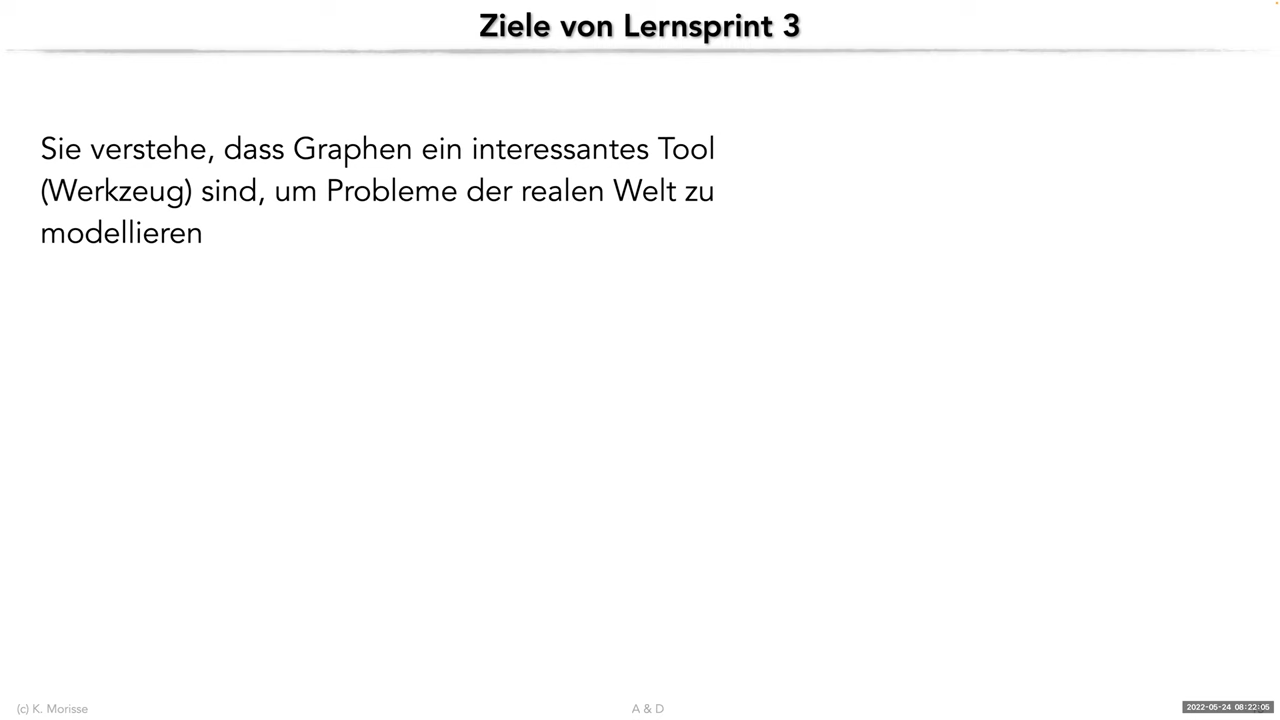 Ziele von Lernsprint 3
Sie verstehe, dass Graphen ein interessantes Tool
(Werkzeug) sind, um Probleme der realen Welt zu
modellieren
(c) K. Morisse
A & D
2022-05-24 08:22:05